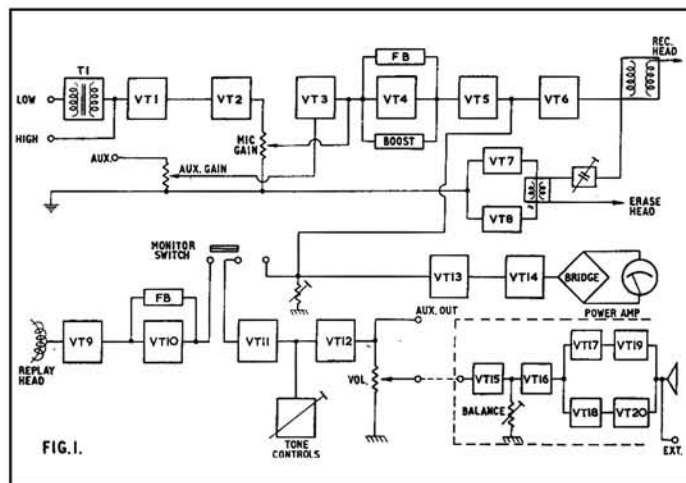 T1
LOW
HIGH
VT1
VT2
VT3
FB
VT4
BOOST
VT5
VT6
REC.
HEAD
MIC
GAIN
AUX.
AUX. GAIN
VT7
VT8
ERASE
HEAD
MONITOR
SWITCH
FB
VT9
VT10
REPLAY
HEAD
VT11
VT12
TONE
CONTROLS
AUX. OUT
VOL.
VT13
VT14
BRIDGE
POWER AMP
VT15
VT16
BALANCE
VT17
VT19
VT18
VT20
EXT.
FIG.1.